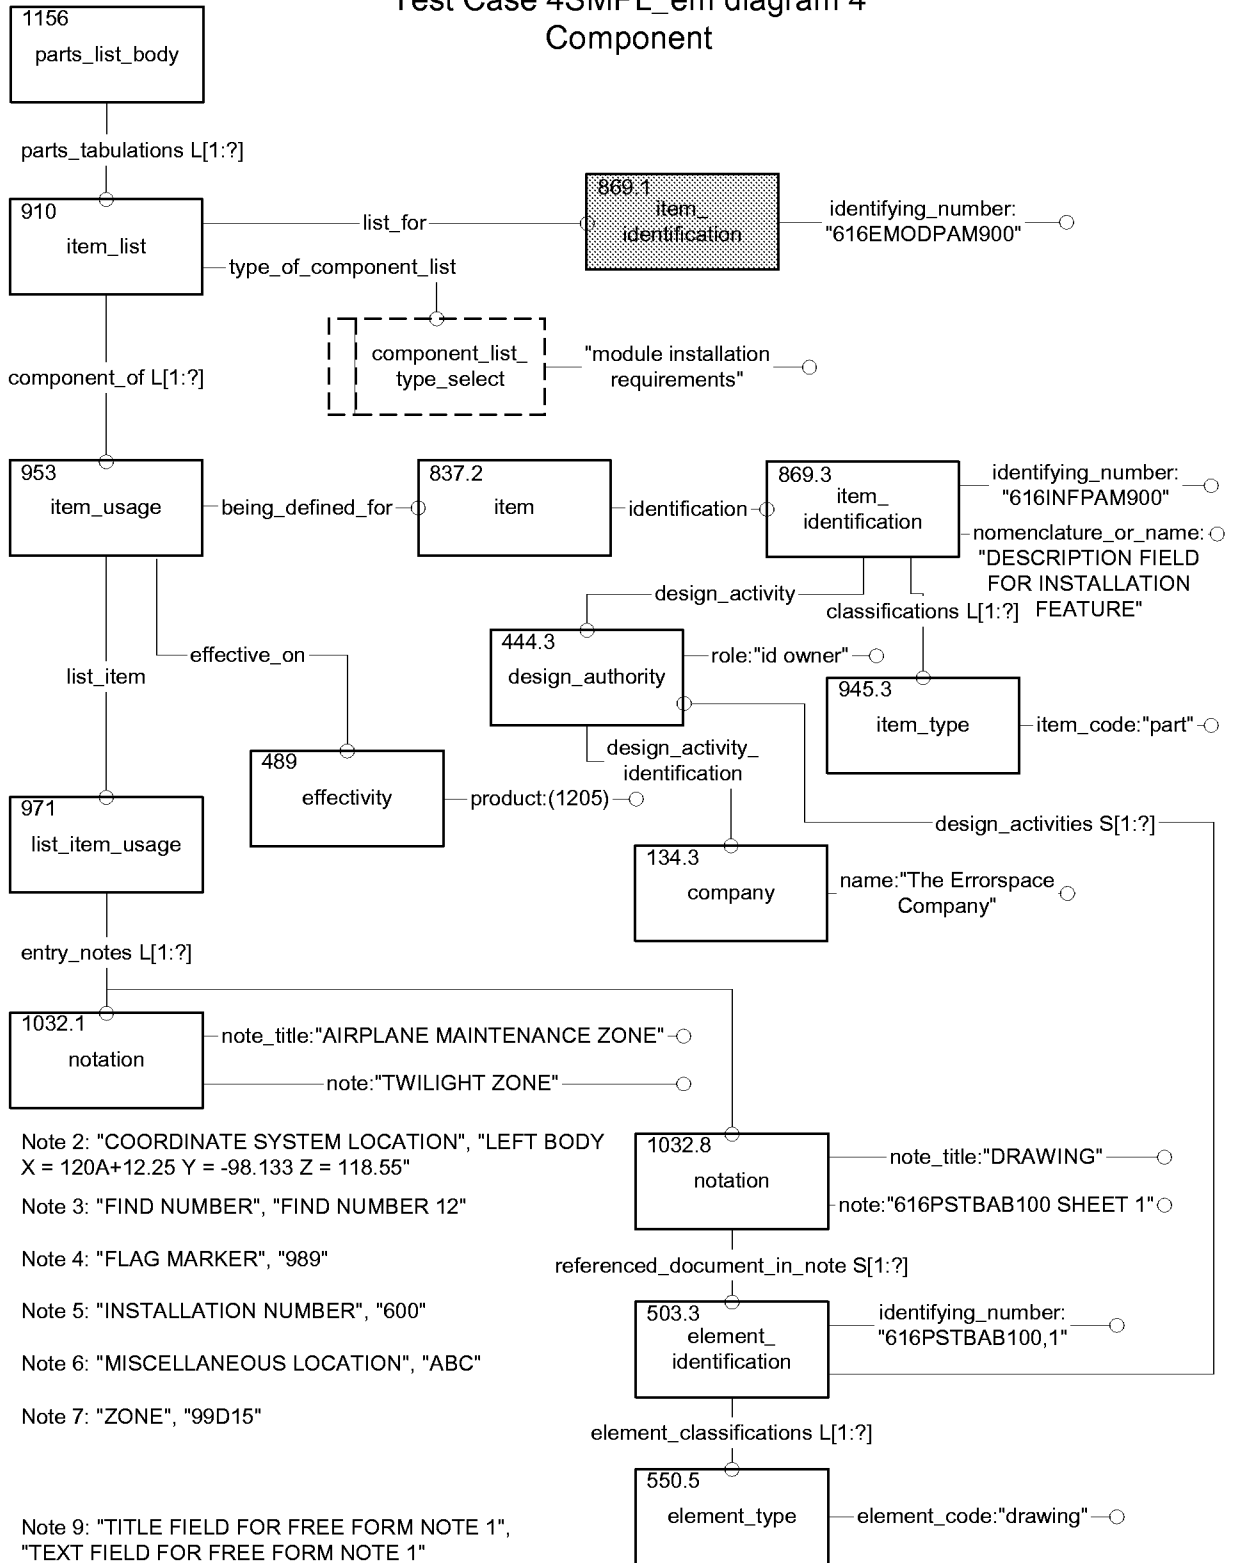 Test Case 4SMPL_em diagram 4
Component
1156
parts_list_body
parts_tabulations L[1:?]
910
item_list
list_for
869.1
item_
identification
identifying_number:
"616EMODPAM900"
type_of_component_list
component_list_
type_select
"module installation
requirements"
component_of L[1:?]
953
item_usage
being_defined_for
837.2
item
identification
869.3
item_
identification
identifying_number:
"616INFPAM900"
nomenclature_or_name:
"DESCRIPTION FIELD
FOR INSTALLATION
FEATURE"
design_activity
classifications L[1:?]
444.3
design_authority
role:"id owner"
effective_on
list_item
945.3
item_type
item_code:"part"
design_activity_
identification
489
effectivity
product:(1205)
971
list_item_usage
design_activities S[1:?]
134.3
company
name:"The Errorspace
Company"
entry_notes L[1:?]
1032.1
notation
note_title:"AIRPLANE MAINTENANCE ZONE"
note:"TWILIGHT ZONE"
Note 2: "COORDINATE SYSTEM LOCATION", "LEFT BODY
X = 120A+12.25 Y = -98.133 Z = 118.55"
Note 3: "FIND NUMBER", "FIND NUMBER 12"
Note 4: "FLAG MARKER", "989"
Note 5: "INSTALLATION NUMBER", "600"
Note 6: "MISCELLANEOUS LOCATION", "ABC"
Note 7: "ZONE", "99D15"
Note 9: "TITLE FIELD FOR FREE FORM NOTE 1",
"TEXT FIELD FOR FREE FORM NOTE 1"
1032.8
notation
note_title:"DRAWING"
note:"616PSTBAB100 SHEET 1"
referenced_document_in_note S[1:?]
503.3
element_
identification
identifying_number:
"616PSTBAB100,1"
element_classifications L[1:?]
550.5
element_type
element_code:"drawing"